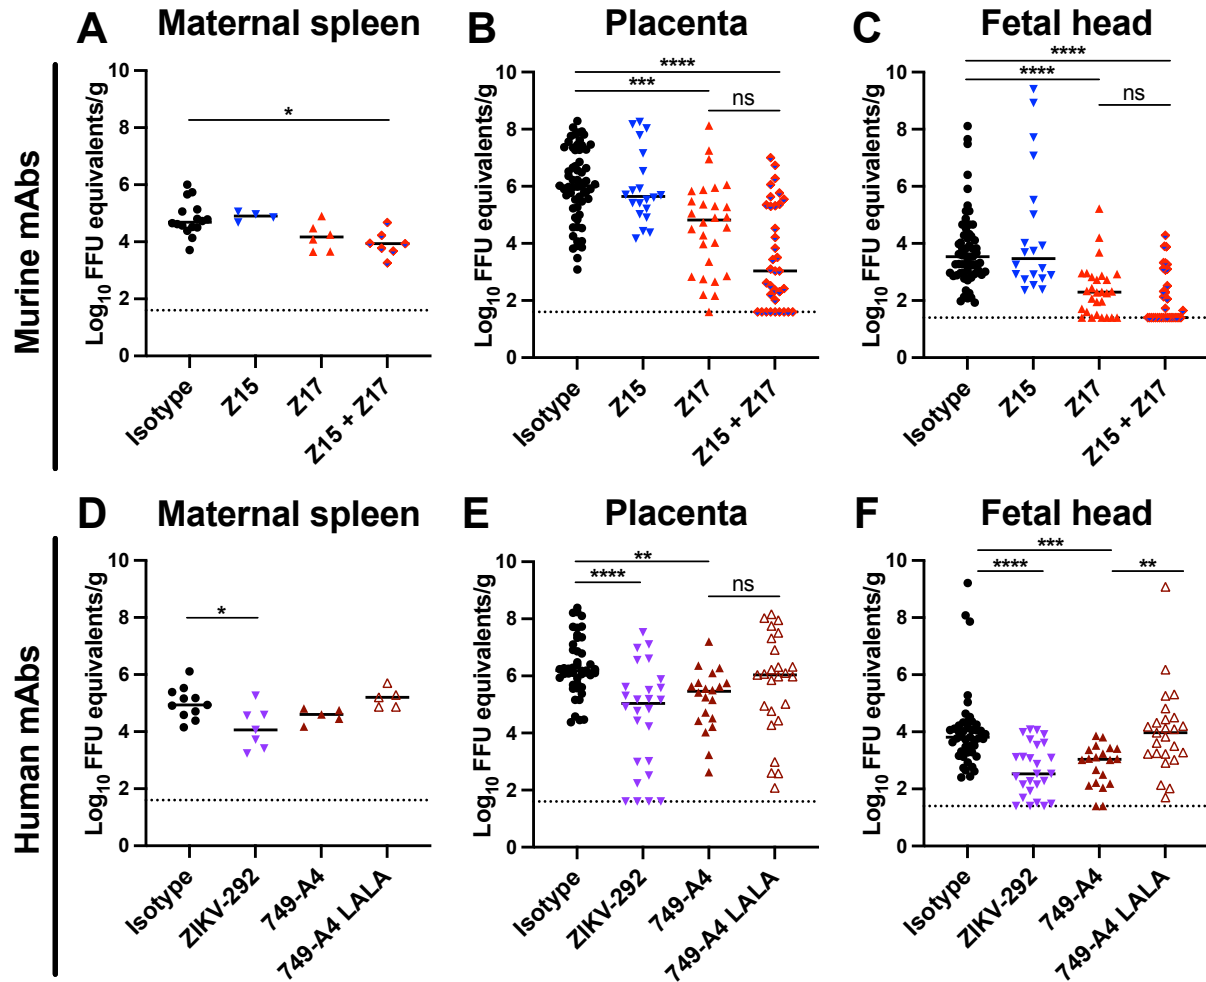 Murine mAbs
A
Maternal spleen
Log10 FFU equivalents/g
10
8
6
4
2
0
*
Isotype
Z15
Z17
Z15 + Z17
B
Placenta
Log10 FFU equivalents/g
10
8
6
4
2
0
****
***
ns
Isotype
Z15
Z17
Z15 + Z17
C
Fetal head
Log10 FFU equivalents/g
10
8
6
4
2
0
****
****
ns
Isotype
Z15
Z17
Z15 + Z17
Human mAbs
D
Maternal spleen
Log10 FFU equivalents/g
10
8
6
4
2
0
*
Isotype
ZIKV-292
749-A4
749-A4 LALA
E
Placenta
Log10 FFU equivalents/g
10
8
6
4
2
0
**
****
ns
Isotype
ZIKV-292
749-A4
749-A4 LALA
F
Fetal head
Log10 FFU equivalents/g
10
8
6
4
2
0
***
****
**
Isotype
ZIKV-292
749-A4
749-A4 LALA